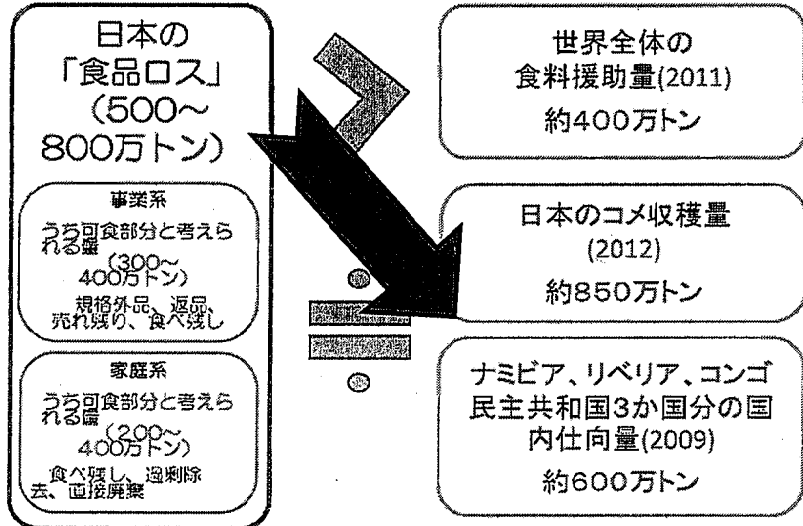 日本の
「食品ロス」
(500～
800万トン)
事業系
うち可食部分と考えら
れる量
(300～
400万トン)
規格外品、返品、
売れ残り、食べ残し
家庭系
うち可食部分と考えら
れる量
(200～
400万トン)
食べ残し、過剰除
去、直接廃棄
＞
≒
世界全体の
食料援助量(2011)
約400万トン
日本のコメ収穫量
(2012)
約850万トン
ナミビア、リベリア、コンゴ
民主共和国3か国分の国
内仕向量(2009)
約600万トン